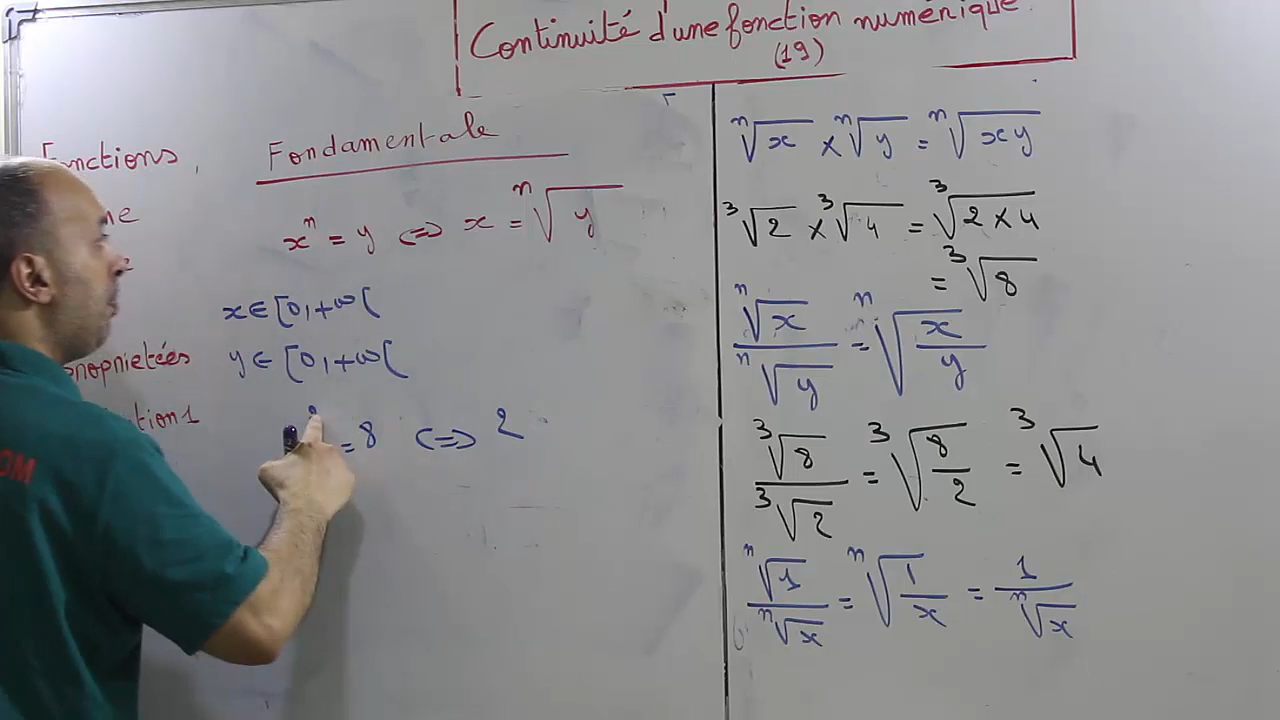 Continuité d'une fonction numérique
(19)
Fonctions,
Fondamentale
xⁿ = y ⟺ x = ⁿ√y
x ∈ [0,+∞(
y ∈ [0,+∞(
= 8 ⟺ 2
ⁿ√x × ⁿ√y = ⁿ√xy
³√2 × ³√4 = ³√2×4
= ³√8
ⁿ√x / ⁿ√y = ⁿ√(x/y)
³√8 / ³√2 = ³√(8/2) = ³√4
ⁿ√1 / ⁿ√x = ⁿ√(1/x) = 1 / ⁿ√x